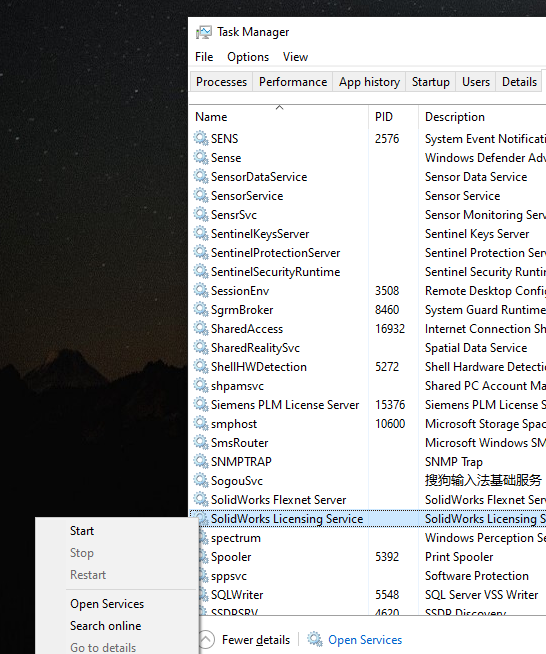 Task Manager
File Options View
Processes Performance App history Startup Users Details
Name PID Description
SENS 2576 System Event Notificati
Sense Windows Defender Adv
SensorDataService Sensor Data Service
SensorService Sensor Service
SensrSvc Sensor Monitoring Serv
SentinelKeysServer Sentinel Keys Server
SentinelProtectionServer Sentinel Protection Serv
SentinelSecurityRuntime Sentinel Security Runtin
SessionEnv 3508 Remote Desktop Config
SgrmBroker 8460 System Guard Runtime
SharedAccess 16932 Internet Connection Sh
SharedRealitySvc Spatial Data Service
ShellHWDetection 5272 Shell Hardware Detecti
shpamsvc Shared PC Account Ma
Siemens PLM License Server 15376 Siemens PLM License S
smphost 10600 Microsoft Storage Spac
SmsRouter Microsoft Windows SM
SNMPTRAP SNMP Trap
SogouSvc 搜狗输入法基础服务
SolidWorks Flexnet Server SolidWorks Flexnet Serv
SolidWorks Licensing Service SolidWorks Licensing S
spectrum Windows Perception Se
Spooler 5392 Print Spooler
sppsvc Software Protection
SQLWriter 5548 SQL Server VSS Writer
SSDPSRV 4620 SSDP Discovery
Start
Stop
Restart
Open Services
Search online
Go to details
Fewer details Open Services